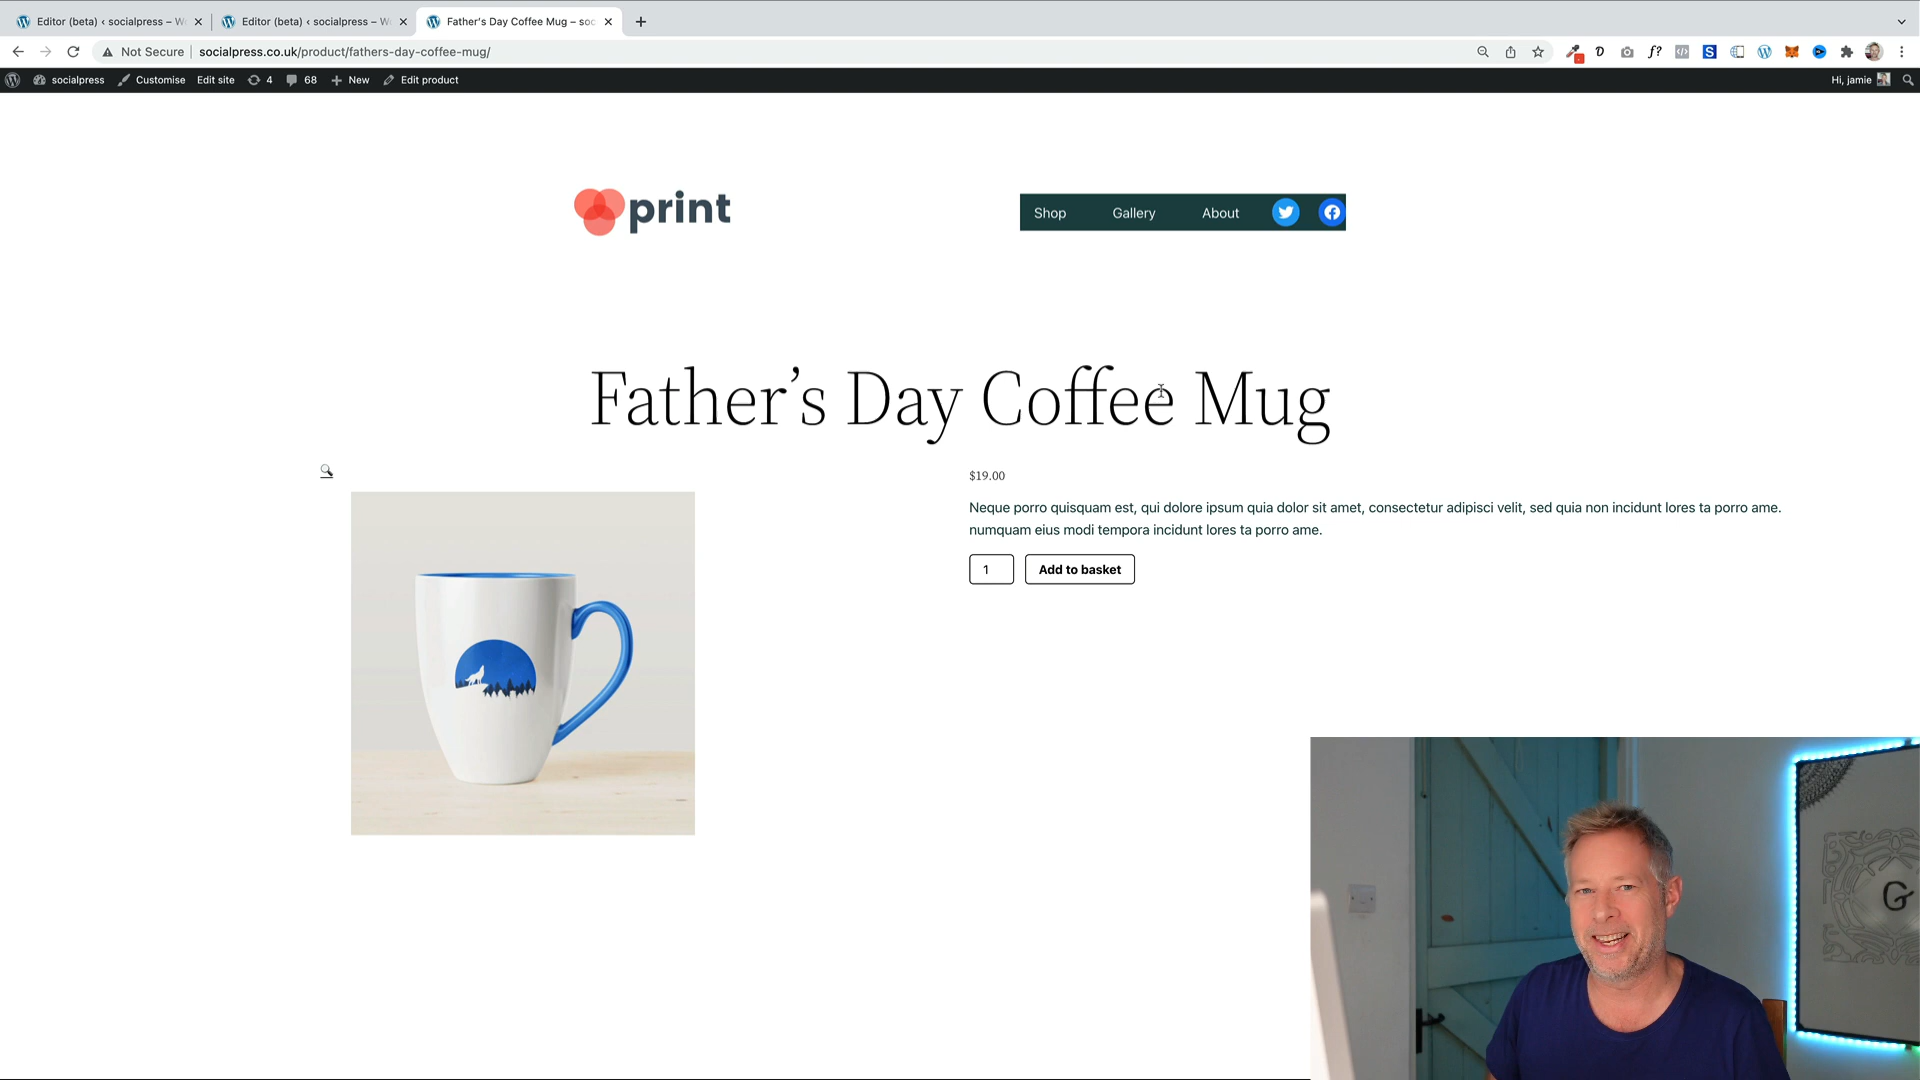 Editor (beta) ‹ socialpress – W
Editor (beta) ‹ socialpress – W
Father's Day Coffee Mug – soc
Not Secure
socialpress.co.uk/product/fathers-day-coffee-mug/
socialpress
Customise
Edit site
4
68
New
Edit product
Hi, jamie
print
Shop
Gallery
About
Father’s Day Coffee Mug
$19.00
Neque porro quisquam est, qui dolore ipsum quia dolor sit amet, consectetur adipisci velit, sed quia non incidunt lores ta porro ame.
numquam eius modi tempora incidunt lores ta porro ame.
1
Add to basket
G